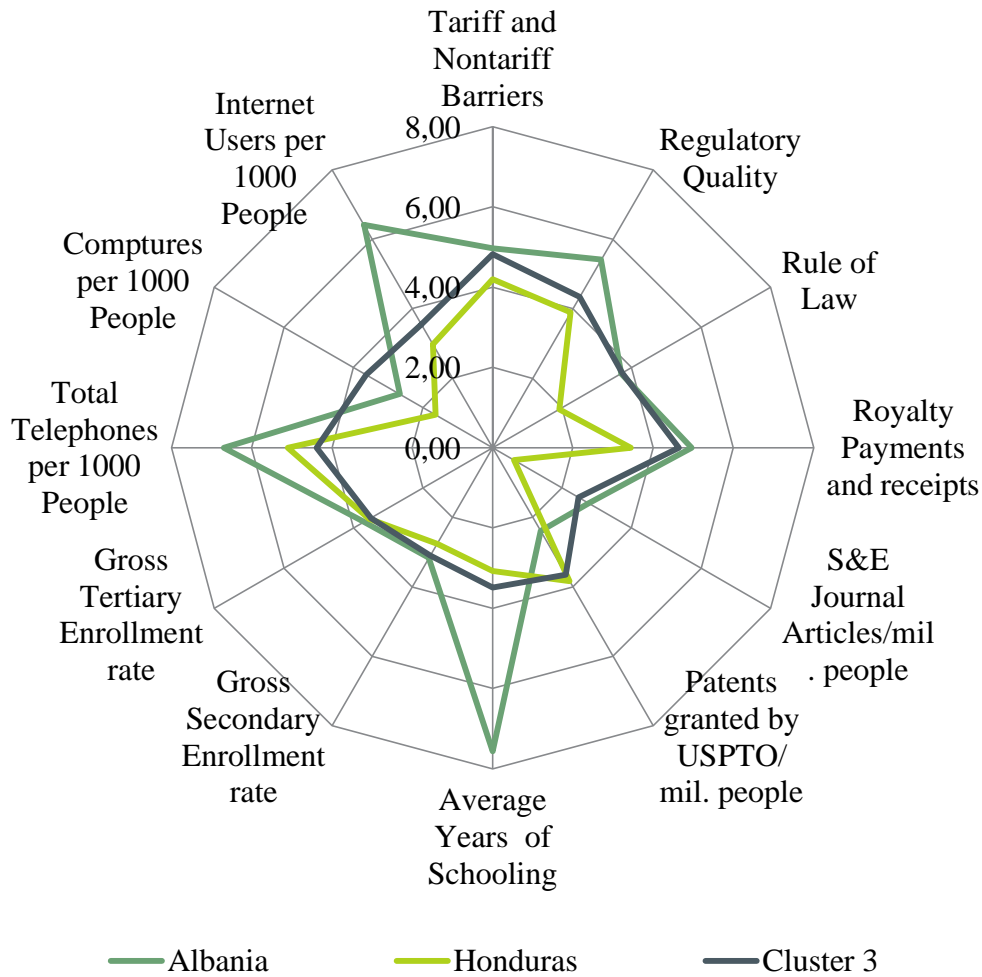 Tariff and
Nontariff
Barriers
Regulatory
Quality
Rule of
Law
Royalty
Payments
and receipts
S&E
Journal
Articles/mil
. people
Patents
granted by
USPTO/
mil. people
Average
Years of
Schooling
Gross
Secondary
Enrollment
rate
Gross
Tertiary
Enrollment
rate
Total
Telephones
per 1000
People
Comptures
per 1000
People
Internet
Users per
1000
People
8,00
6,00
4,00
2,00
0,00
Albania
Honduras
Cluster 3